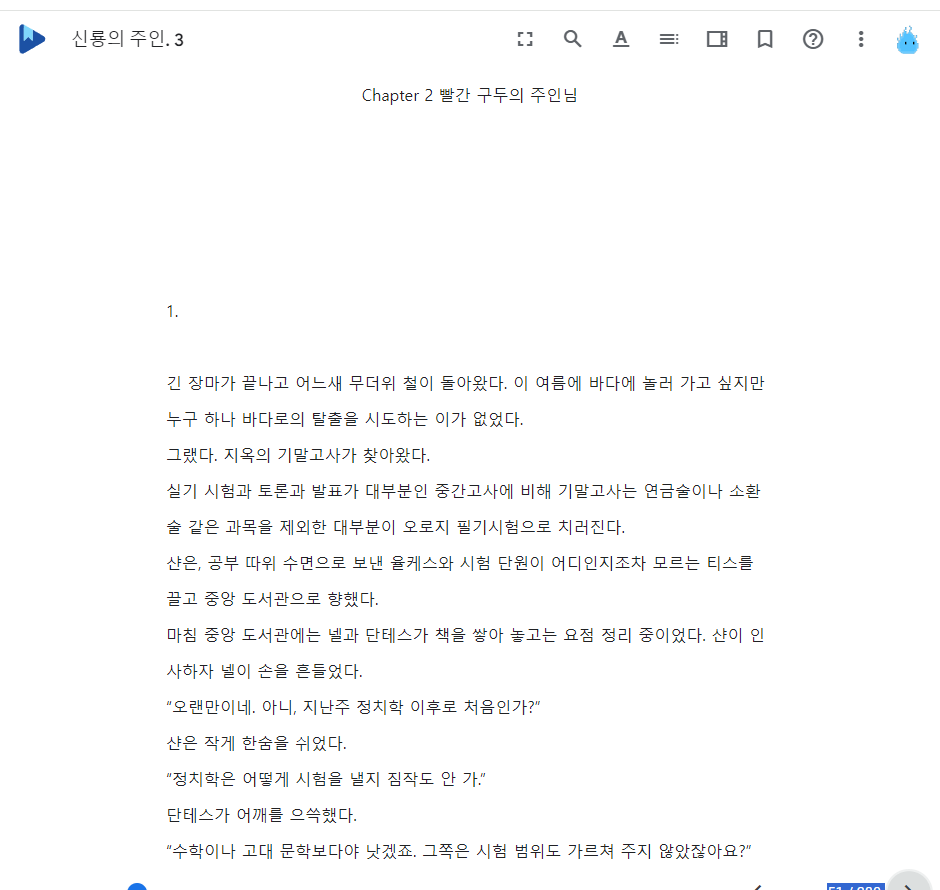 신룡의 주인. 3
Chapter 2 빨간 구두의 주인님
1.
긴 장마가 끝나고 어느새 무더위 철이 돌아왔다. 이 여름에 바다에 놀러 가고 싶지만
누구 하나 바다로의 탈출을 시도하는 이가 없었다.
그랬다. 지옥의 기말고사가 찾아왔다.
실기 시험과 토론과 발표가 대부분인 중간고사에 비해 기말고사는 연금술이나 소환
술 같은 과목을 제외한 대부분이 오로지 필기시험으로 치러진다.
샨은, 공부 따위 수면으로 보낸 율케스와 시험 단원이 어디인지조차 모르는 티스를
끌고 중앙 도서관으로 향했다.
마침 중앙 도서관에는 넬과 단테스가 책을 쌓아 놓고는 요점 정리 중이었다. 샨이 인
사하자 넬이 손을 흔들었다.
“오랜만이네. 아니, 지난주 정치학 이후로 처음인가?”
샨은 작게 한숨을 쉬었다.
“정치학은 어떻게 시험을 낼지 짐작도 안 가.”
단테스가 어깨를 으쓱했다.
“수학이나 고대 문학보다야 낫겠죠. 그쪽은 시험 범위도 가르쳐 주지 않았잖아요?”